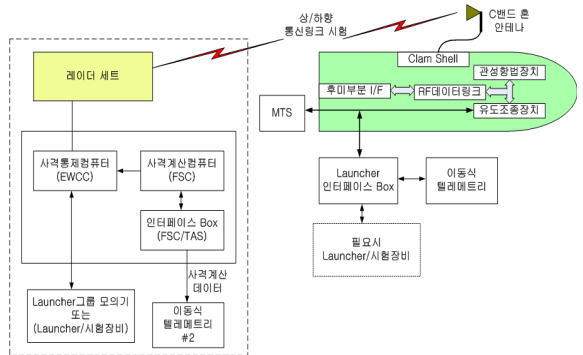 상/하향
통신링크 시험
C밴드 혼
안테나
레이더 세트
Clam Shell
관성항법장치
후미부분 I/F
RF데이터링크
유도조종장치
MTS
사격통제컴퓨터
(EWCC)
사격계산컴퓨터
(FSC)
인터페이스 Box
(FSC/TAS)
Launcher
인터페이스 Box
이동식
텔레메트리
필요시
Launcher/시험장비
사격계산
데이터
Launcher그룹 모의기
또는
(Launcher/시험장비)
이동식
텔레메트리
#2